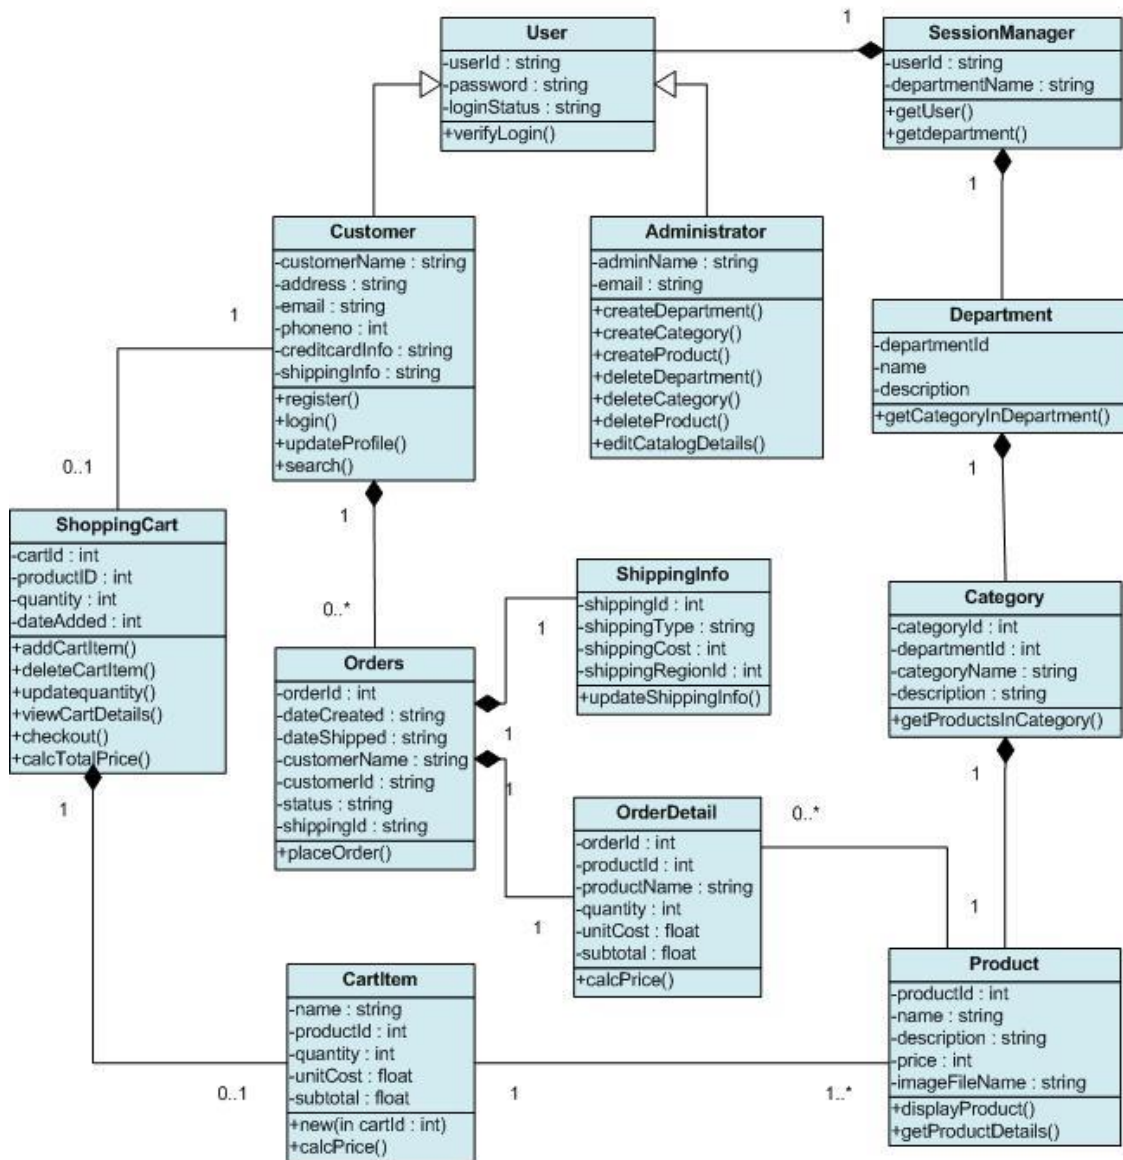 User
-userId : string
-password : string
-loginStatus : string
+verifyLogin()
1
SessionManager
-userId : string
-departmentName : string
+getUser()
+getdepartment()
1
Customer
-customerName : string
-address : string
-email : string
-phoneno : int
-creditcardInfo : string
-shippingInfo : string
+register()
+login()
+updateProfile()
+search()
1
0..1
1
0..*
Administrator
-adminName : string
-email : string
+createDepartment()
+createCategory()
+createProduct()
+deleteDepartment()
+deleteCategory()
+deleteProduct()
+editCatalogDetails()
Department
-departmentId
-name
-description
+getCategoryInDepartment()
1
ShoppingCart
-cartId : int
-productID : int
-quantity : int
-dateAdded : int
+addCartItem()
+deleteCartItem()
+updatequantity()
+viewCartDetails()
+checkout()
+calcTotalPrice()
1
Orders
-orderId : int
-dateCreated : string
-dateShipped : string
-customerName : string
-customerId : string
-status : string
-shippingId : string
+placeOrder()
1
1
1
1
ShippingInfo
-shippingId : int
-shippingType : string
-shippingCost : int
-shippingRegionId : int
+updateShippingInfo()
Category
-categoryId : int
-departmentId : int
-categoryName : string
-description : string
+getProductsInCategory()
1
OrderDetail
-orderId : int
-productId : int
-productName : string
-quantity : int
-unitCost : float
-subtotal : float
+calcPrice()
0..*
1
CartItem
-name : string
-productId : int
-quantity : int
-unitCost : float
-subtotal : float
+new(in cartId : int)
+calcPrice()
0..1
1
1..*
Product
-productId : int
-name : string
-description : string
-price : int
-imageFileName : string
+displayProduct()
+getProductDetails()